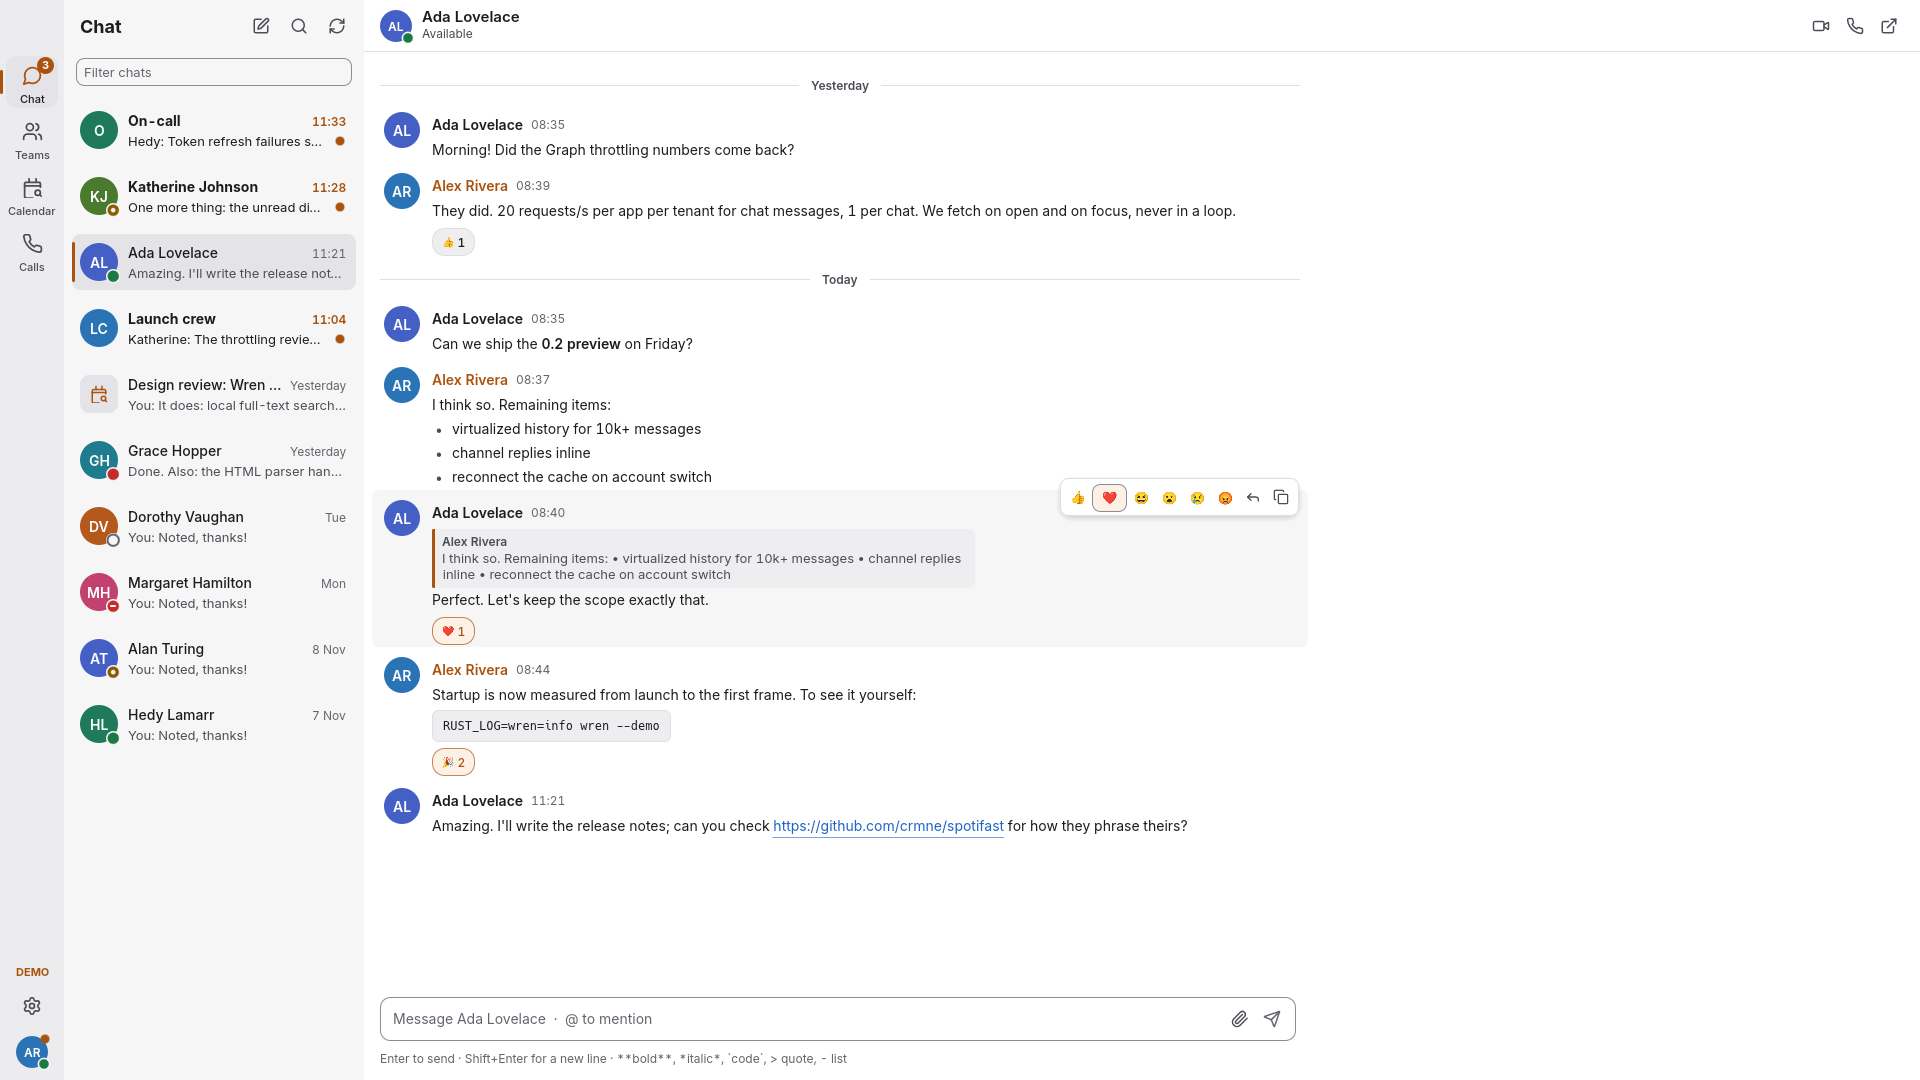 3
Chat
Teams
Calendar
Calls
DEMO
AR
Chat
Filter chats
O
On-call
11:33
Hedy: Token refresh failures s...
KJ
Katherine Johnson
11:28
One more thing: the unread di...
AL
Ada Lovelace
11:21
Amazing. I'll write the release not...
LC
Launch crew
11:04
Katherine: The throttling revie...
Design review: Wren ...
Yesterday
You: It does: local full-text search...
GH
Grace Hopper
Yesterday
Done. Also: the HTML parser han...
DV
Dorothy Vaughan
Tue
You: Noted, thanks!
MH
Margaret Hamilton
Mon
You: Noted, thanks!
AT
Alan Turing
8 Nov
You: Noted, thanks!
HL
Hedy Lamarr
7 Nov
You: Noted, thanks!
AL
Ada Lovelace
Available
Yesterday
AL
Ada Lovelace 08:35
Morning! Did the Graph throttling numbers come back?
AR
Alex Rivera 08:39
They did. 20 requests/s per app per tenant for chat messages, 1 per chat. We fetch on open and on focus, never in a loop.
👍 1
Today
AL
Ada Lovelace 08:35
Can we ship the 0.2 preview on Friday?
AR
Alex Rivera 08:37
I think so. Remaining items:
• virtualized history for 10k+ messages
• channel replies inline
• reconnect the cache on account switch
AL
Ada Lovelace 08:40
Alex Rivera
I think so. Remaining items: • virtualized history for 10k+ messages • channel replies
inline • reconnect the cache on account switch
Perfect. Let's keep the scope exactly that.
❤️ 1
AR
Alex Rivera 08:44
Startup is now measured from launch to the first frame. To see it yourself:
RUST_LOG=wren=info wren --demo
🎉 2
AL
Ada Lovelace 11:21
Amazing. I'll write the release notes; can you check https://github.com/crmne/spotifast for how they phrase theirs?
Message Ada Lovelace · @ to mention
Enter to send · Shift+Enter for a new line · **bold**, *italic*, `code`, > quote, - list